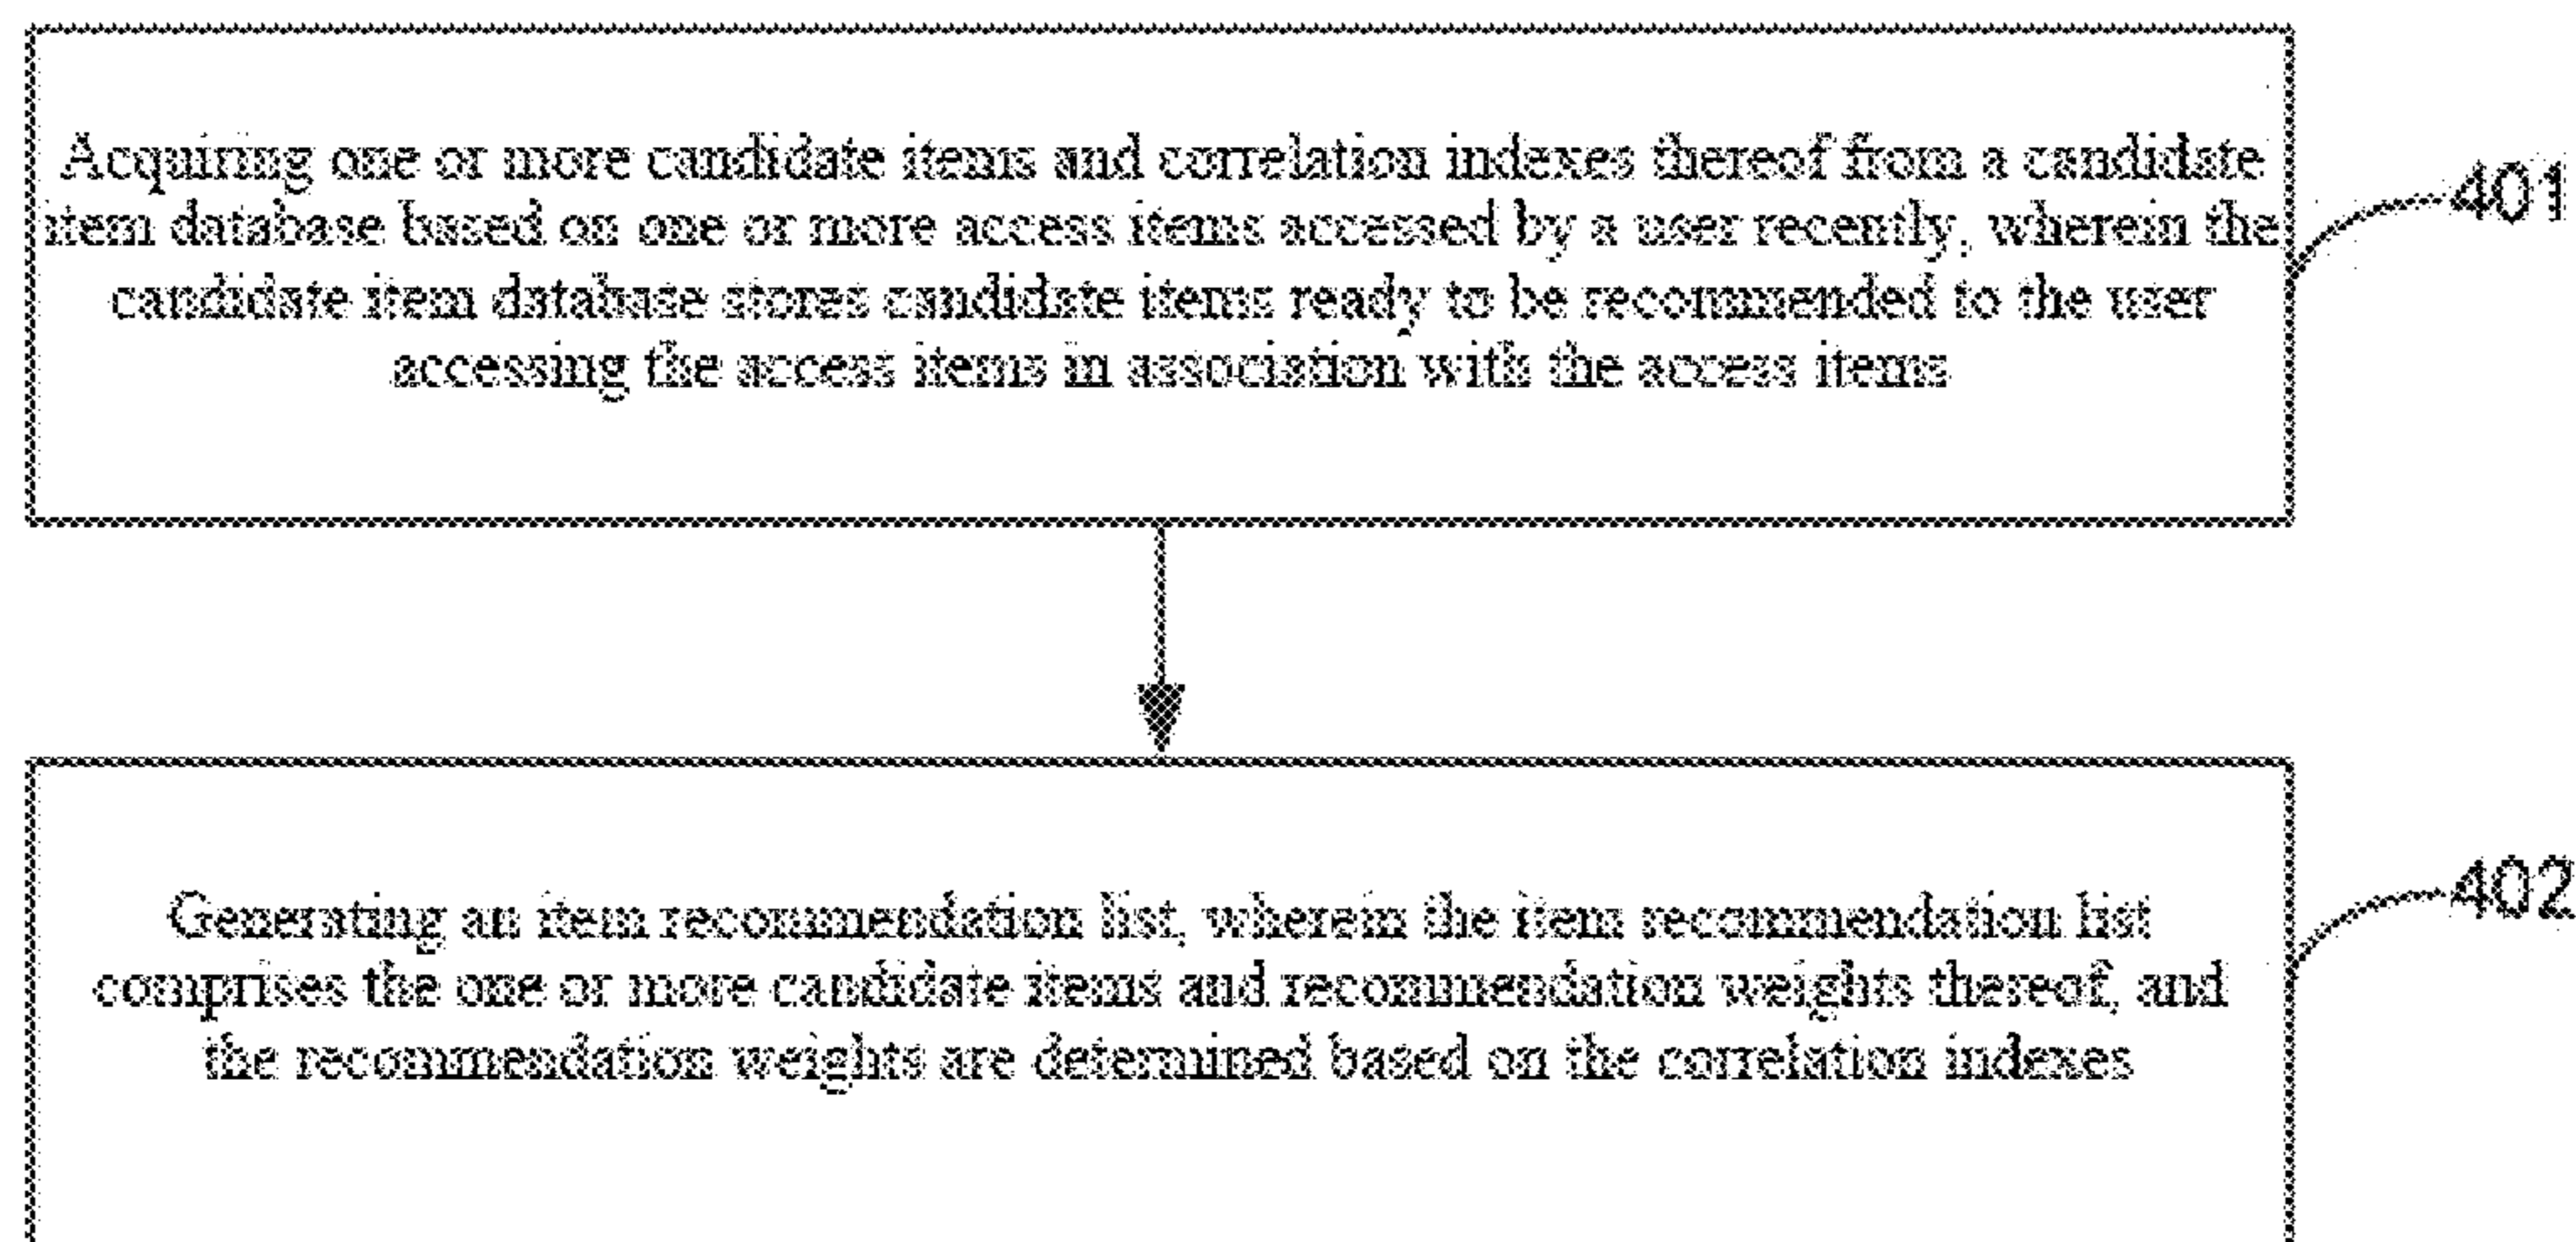 Acquiring one or more candidate items and correlation indexes thereof from a candidate
item database based on one or more access items accessed by a user recently, wherein the
candidate item database stores candidate items ready to be recommended to the user
accessing the access items in association with the access items
401
Generating an item recommendation list, wherein the item recommendation list
comprises the one or more candidate items and recommendation weights thereof, and
the recommendation weights are determined based on the correlation indexes
402